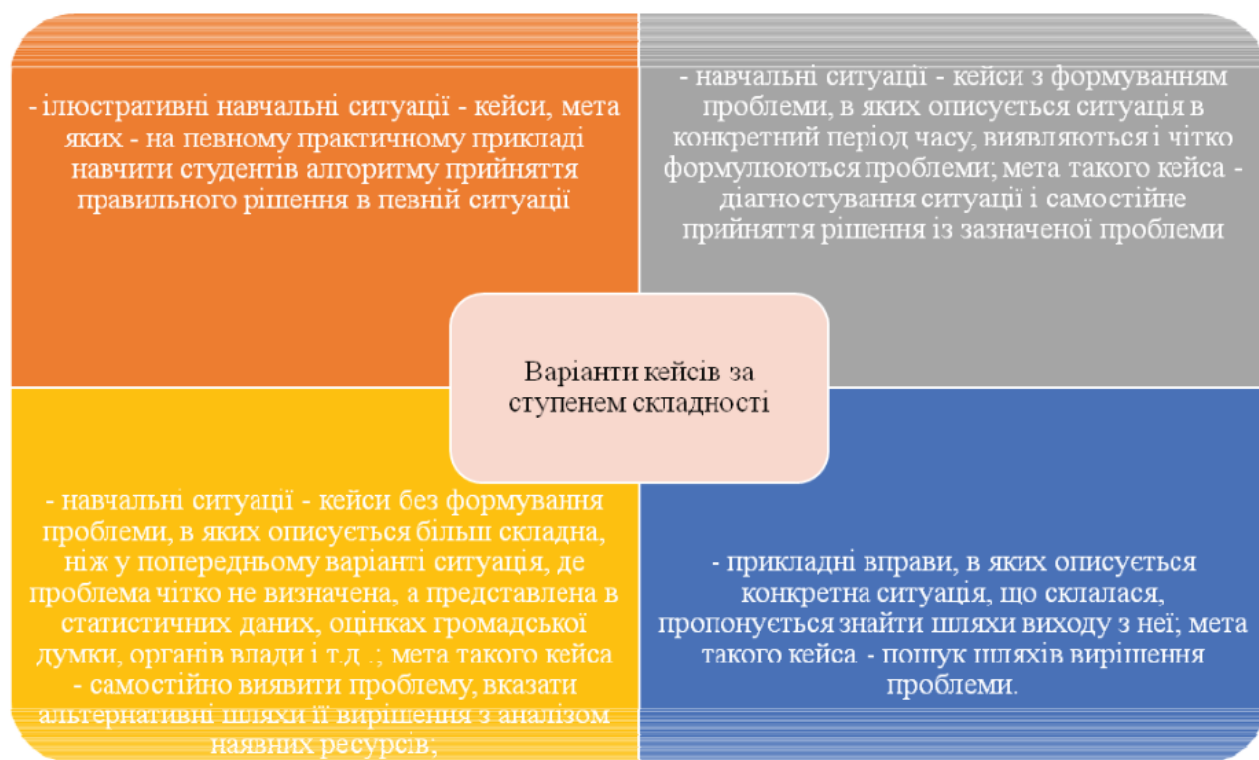 - ілюстративні навчальні ситуації - кейси, мета
яких - на певному практичному прикладі
навчити студентів алгоритму прийняття
правильного рішення в певній ситуації
- навчальні ситуації - кейси з формуванням
проблеми, в яких описується ситуація в
конкретний період часу, виявляються і чітко
формулюються проблеми; мета такого кейса -
діагностування ситуації і самостійне
прийняття рішення із зазначеної проблеми
Варіанти кейсів за
ступенем складності
- навчальні ситуації - кейси без формування
проблеми, в яких описується більш складна,
ніж у попередньому варіанті ситуація, де
проблема чітко не визначена, а представлена в
статистичних даних, оцінках громадської
думки, органів влади і т.д .; мета такого кейса
- самостійно виявити проблему, вказати
альтернативні шляхи її вирішення з аналізом
наявних ресурсів;
- прикладні вправи, в яких описується
конкретна ситуація, що склалася,
пропонується знайти шляхи виходу з неї; мета
такого кейса - пошук шляхів вирішення
проблеми.